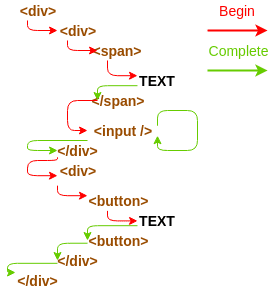 <div>
Begin
<div>
<span>
Complete
TEXT
</span>
<input />
</div>
<div>
<button>
TEXT
<button>
</div>
</div>